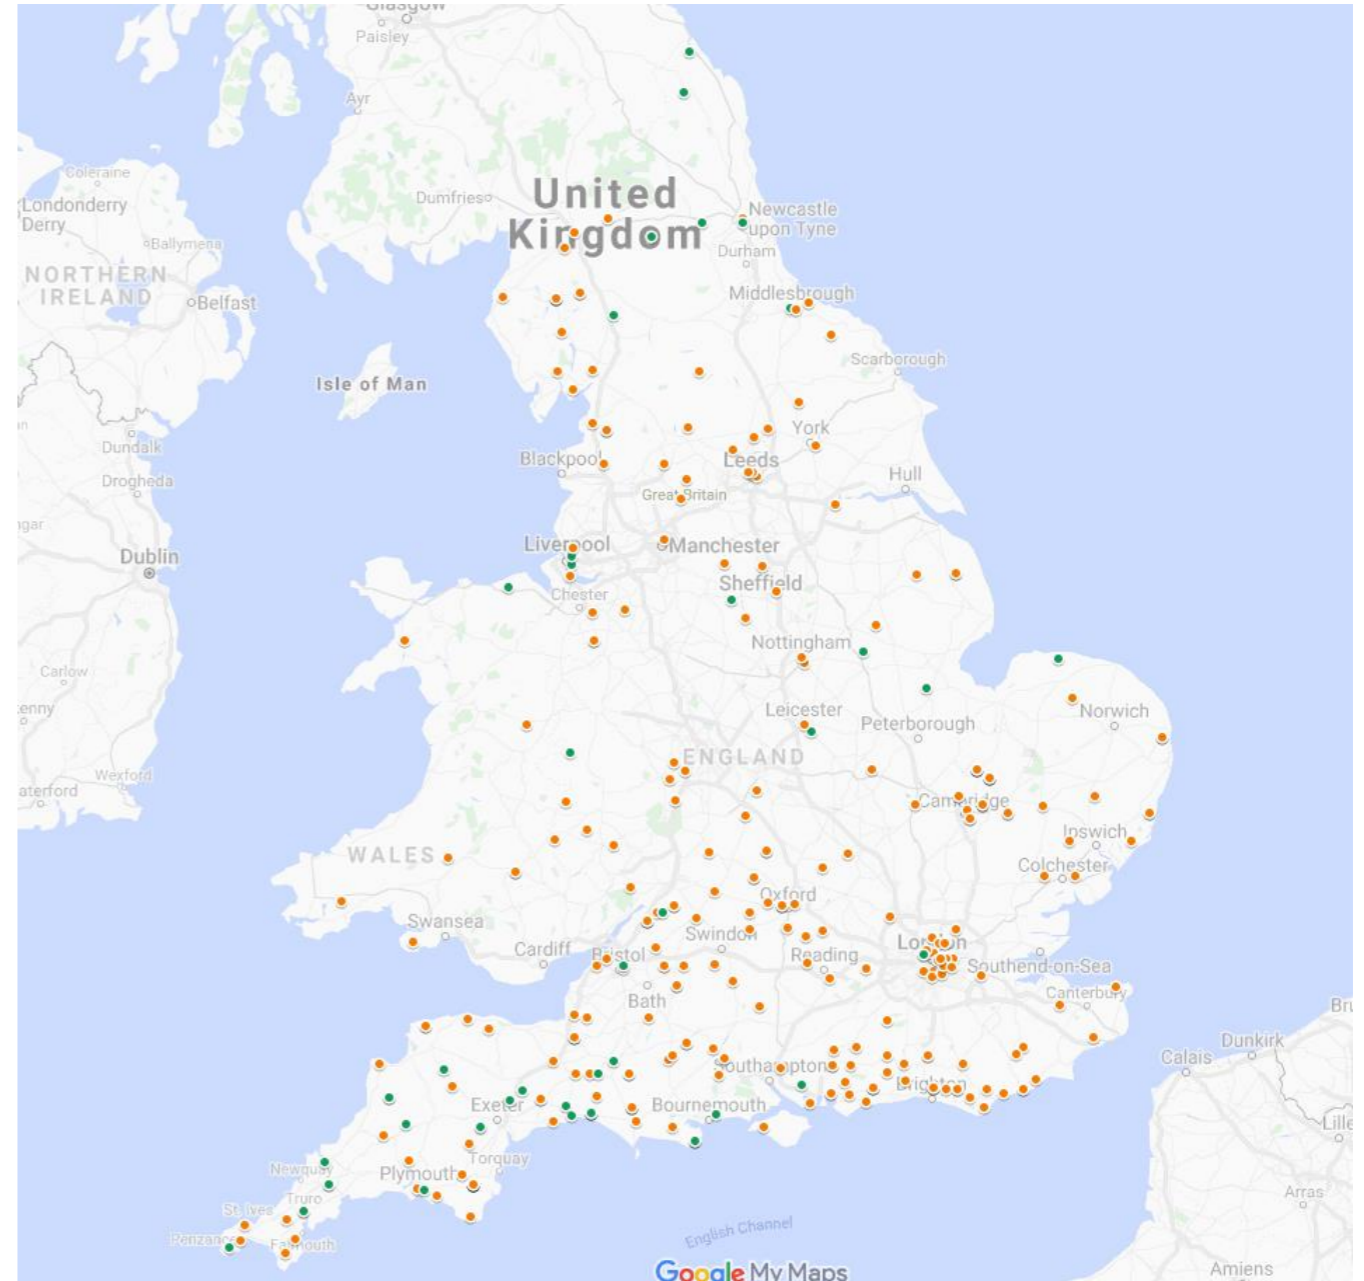 Glasgow
Paisley
Ayr
Coleraine
Londonderry
Derry
Ballymena
NORTHERN
IRELAND
Belfast
Dumfries
United
Kingdom
Newcastle
upon Tyne
Durham
Middlesbrough
Scarborough
Isle of Man
Dundalk
Drogheda
Dublin
York
Blackpool
Leeds
Hull
Great Britain
Liverpool
Manchester
Sheffield
Chester
Nottingham
Carlow
Leicester
Peterborough
Norwich
ENGLAND
Wexford
aterford
Cambridge
Ipswich
WALES
Colchester
Oxford
Swansea
Cardiff
Bristol
Swindon
London
Reading
Southend-on-Sea
Bath
Canterbury
Southampton
Dunkirk
Calais
Bru
Brighton
Exeter
Bournemouth
Lille
Newquay
Plymouth
Torquay
Truro
St. Ives
Penzance
Falmouth
English Channel
Arras
Amiens
Google My Maps